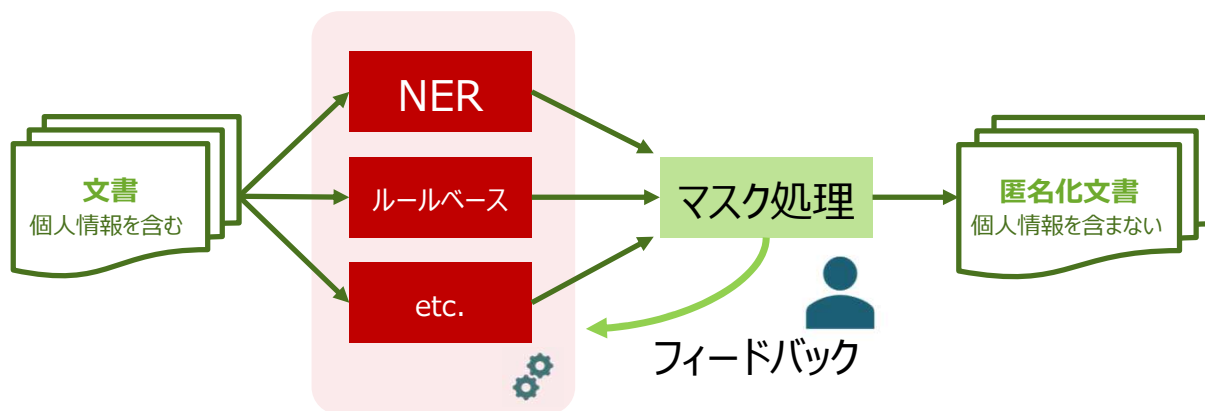 文書
個人情報を含む
NER
ルールベース
etc.
マスク処理
フィードバック
匿名化文書
個人情報を含まない